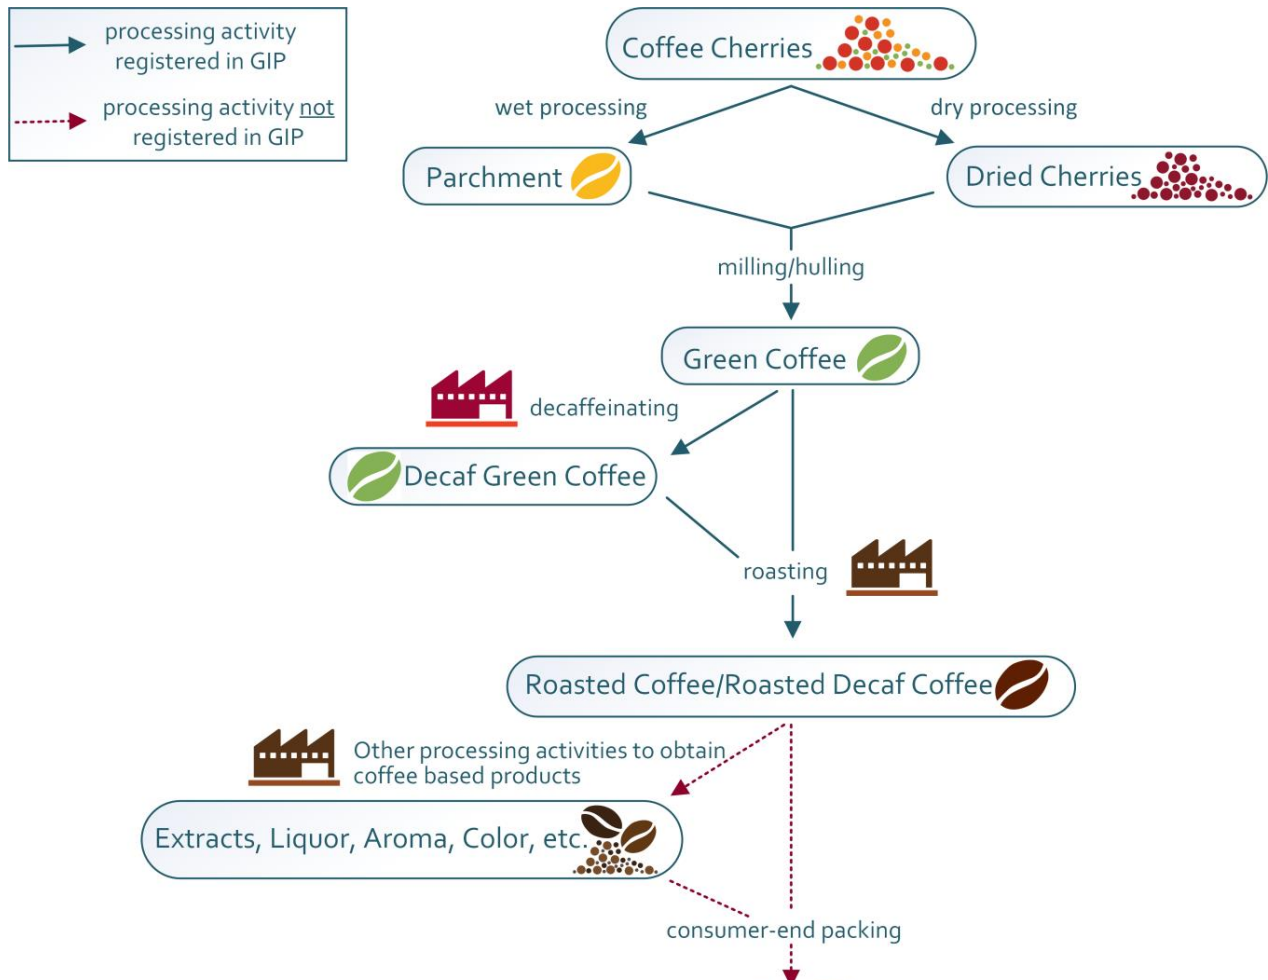 processing activity
registered in GIP
processing activity not
registered in GIP
Coffee Cherries
wet processing
dry processing
Parchment
Dried Cherries
milling/hulling
Green Coffee
decaffeinating
Decaf Green Coffee
roasting
Roasted Coffee/Roasted Decaf Coffee
Other processing activities to obtain
coffee based products
Extracts, Liquor, Aroma, Color, etc.
consumer-end packing